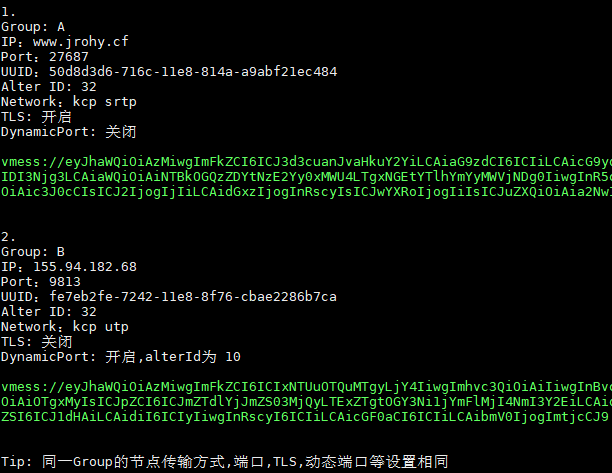 1.
Group: A
IP：www.jrohy.cf
Port：27687
UUID：50d8d3d6-716c-11e8-814a-a9abf21ec484
Alter ID: 32
Network：kcp srtp
TLS: 开启
DynamicPort: 关闭
vmess://eyJhaWQiOiAzMiwgImFkZCI6ICJ3d3cuanJvaHkuY2YiLCAiaG9zdCI6ICIiLCAicG9y
IDI3Njg3LCAiaWQiOiAiNTBkOGQzZDYtNzE2Yy0xMWU4LTgxNGEtYTlhYmYyMWVjNDg0IiwgInR5
OiAic3J0cCIsICJ2IjogIjIiLCAidGxzIjogInRscyIsICJwYXRoIjogIiIsICJuZXQiOiAia2Nw
2.
Group: B
IP：155.94.182.68
Port：9813
UUID：fe7eb2fe-7242-11e8-8f76-cbae2286b7ca
Alter ID: 32
Network：kcp utp
TLS: 关闭
DynamicPort: 开启,alterId为 10
vmess://eyJhaWQiOiAzMiwgImFkZCI6ICIxNTUuOTQuMTgyLjY4IiwgImhvc3QiOiAiIiwgInBv
OiAiOTgxMyIsICJpZCI6ICJmZTdlYjJmZS03MjQyLTExZTgtOGY3Ni1jYmFlMjI4NmI3Y2EiLCAi
ZSI6ICJ1dHAiLCAidiI6ICIyIiwgInRscyI6ICIiLCAicGF0aCI6ICIiLCAibmV0IjogImtjcCJ9
Tip: 同一Group的节点传输方式,端口,TLS,动态端口等设置相同